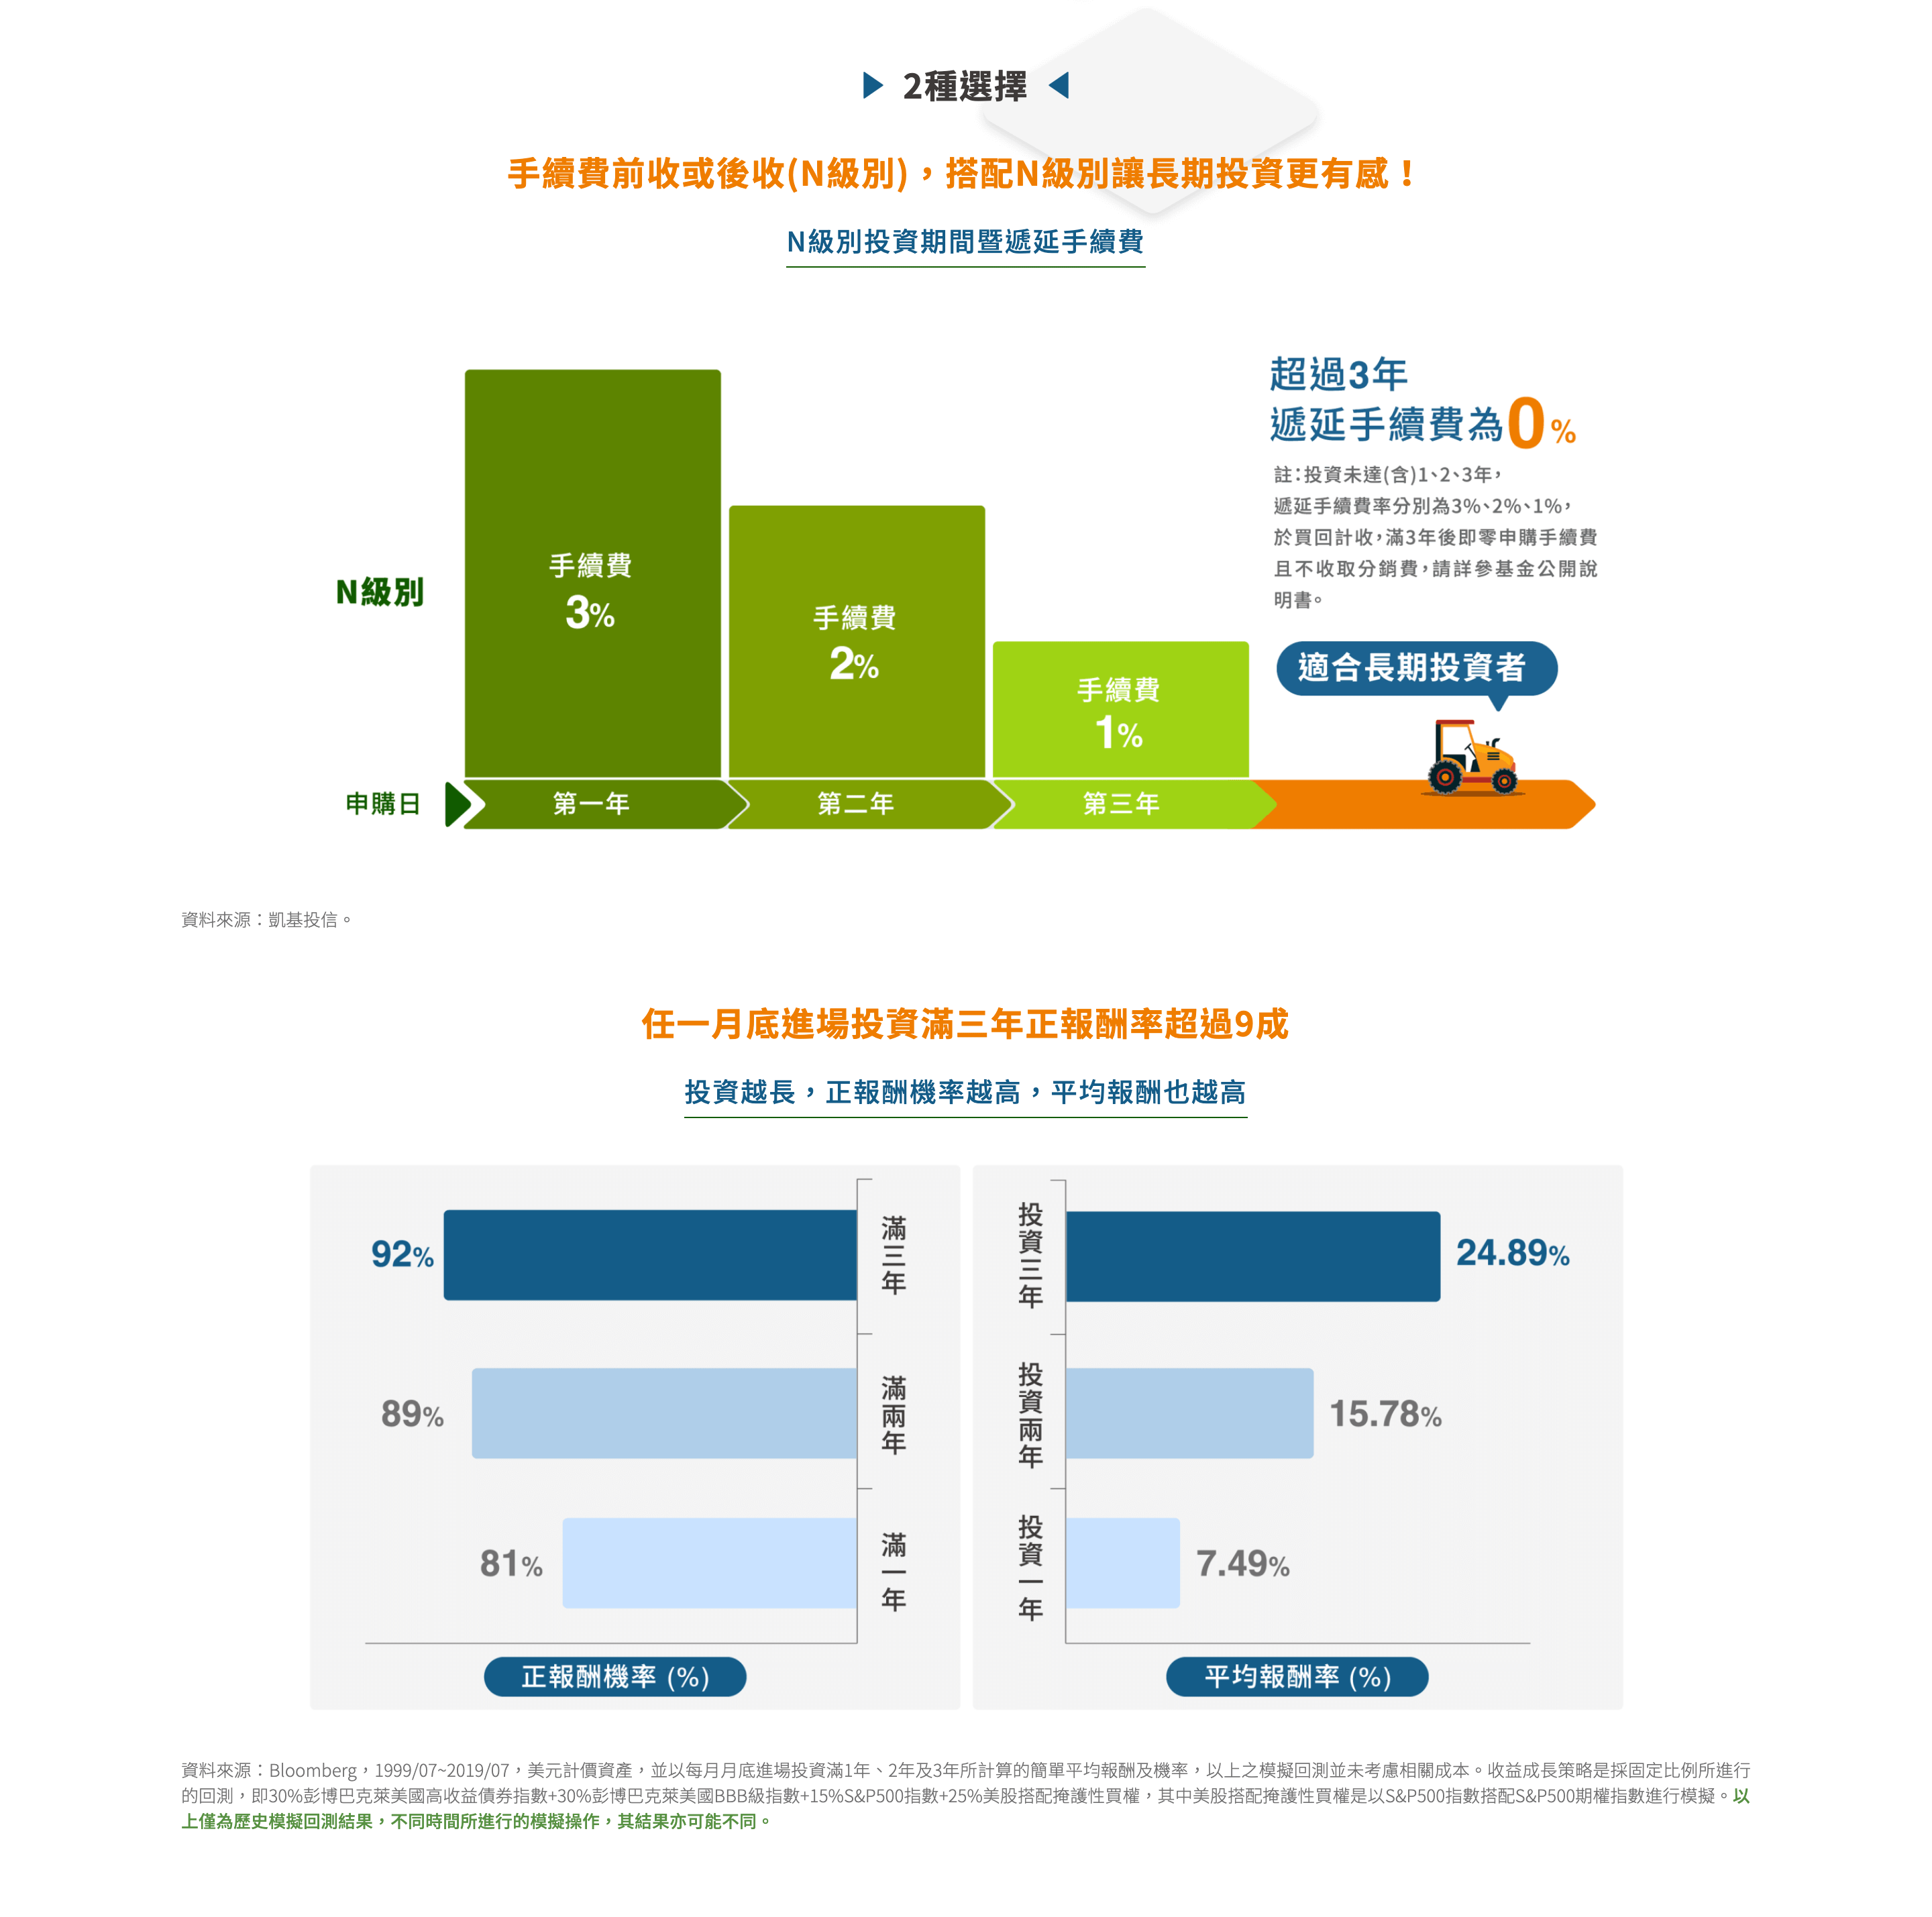 2種選擇
手續費前收或後收(N級別)，搭配N級別讓長期投資更有感！
N級別投資期間暨遞延手續費
超過3年
遞延手續費為0%
註：投資未達(含)1、2、3年，
遞延手續費率分別為3%、2%、1%，
於買回計收，滿3年後即零申購手續費
且不收取分銷費，請詳參基金公開說
明書。
適合長期投資者
N級別
手續費
3%
手續費
2%
手續費
1%
申購日
第一年
第二年
第三年
資料來源：凱基投信。
任一月底進場投資滿三年正報酬率超過9成
投資越長，正報酬機率越高，平均報酬也越高
92%
滿三年
89%
滿兩年
81%
滿一年
正報酬機率 (%)
投資三年
24.89%
投資兩年
15.78%
投資一年
7.49%
平均報酬率 (%)
資料來源：Bloomberg，1999/07~2019/07，美元計價資產，並以每月月底進場投資滿1年、2年及3年所計算的簡單平均報酬及機率，以上之模擬回測並未考慮相關成本。收益成長策略是採固定比例所進行
的回測，即30%彭博巴克萊美國高收益債券指數+30%彭博巴克萊美國BBB級指數+15%S&P500指數+25%美股搭配掩護性買權，其中美股搭配掩護性買權是以S&P500指數搭配S&P500期權指數進行模擬。以
上僅為歷史模擬回測結果，不同時間所進行的模擬操作，其結果亦可能不同。